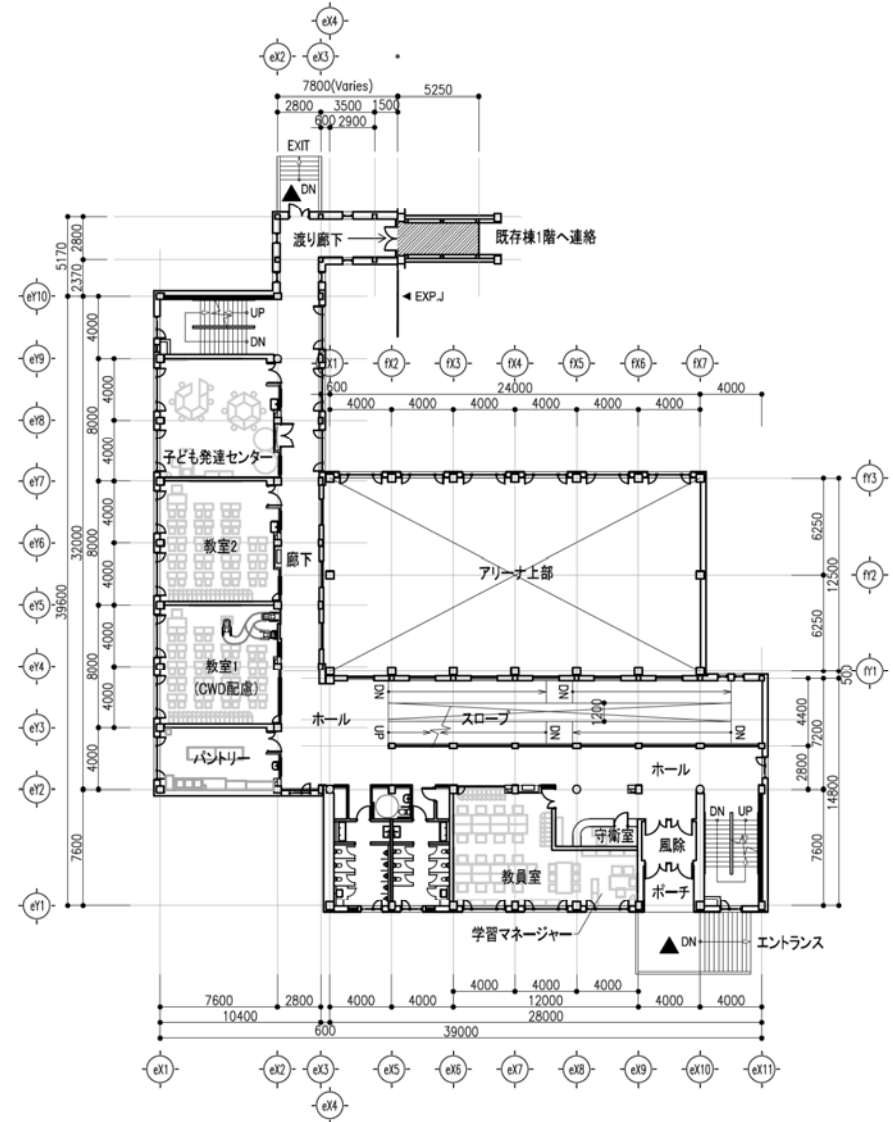 eX4
eX2
eX3
7800(Varies)
5250
2800
3500
1500
600
2900
EXIT
DN
渡り廊下
既存棟1階へ連絡
EXP.J
5170
2800
2370
eY10
UP
DN
4000
eY9
fX1
fX2
fX3
fX4
fX5
fX6
fX7
600
24000
4000
4000
4000
4000
4000
4000
4000
4000
eY8
8000
4000
子ども発達センター
eY7
fY3
4000
教室2
6250
eY6
32000
8000
廊下
アリーナ上部
12500
fY2
39600
4000
eY5
4000
6250
eY4
8000
教室1
(CWD配慮)
fY1
500
4000
DN
DN
ホール
スロープ
1200
4400
eY3
UP
DN
DN
7200
4000
パントリー
ホール
2800
eY2
14800
DN
UP
守衛室
風除
7600
教員室
ポーチ
7600
eY1
学習マネージャー
DN
エントランス
4000
4000
4000
7600
2800
4000
4000
12000
4000
4000
10400
28000
600
39000
eX1
eX2
eX3
eX5
eX6
eX7
eX8
eX9
eX10
eX11
eX4